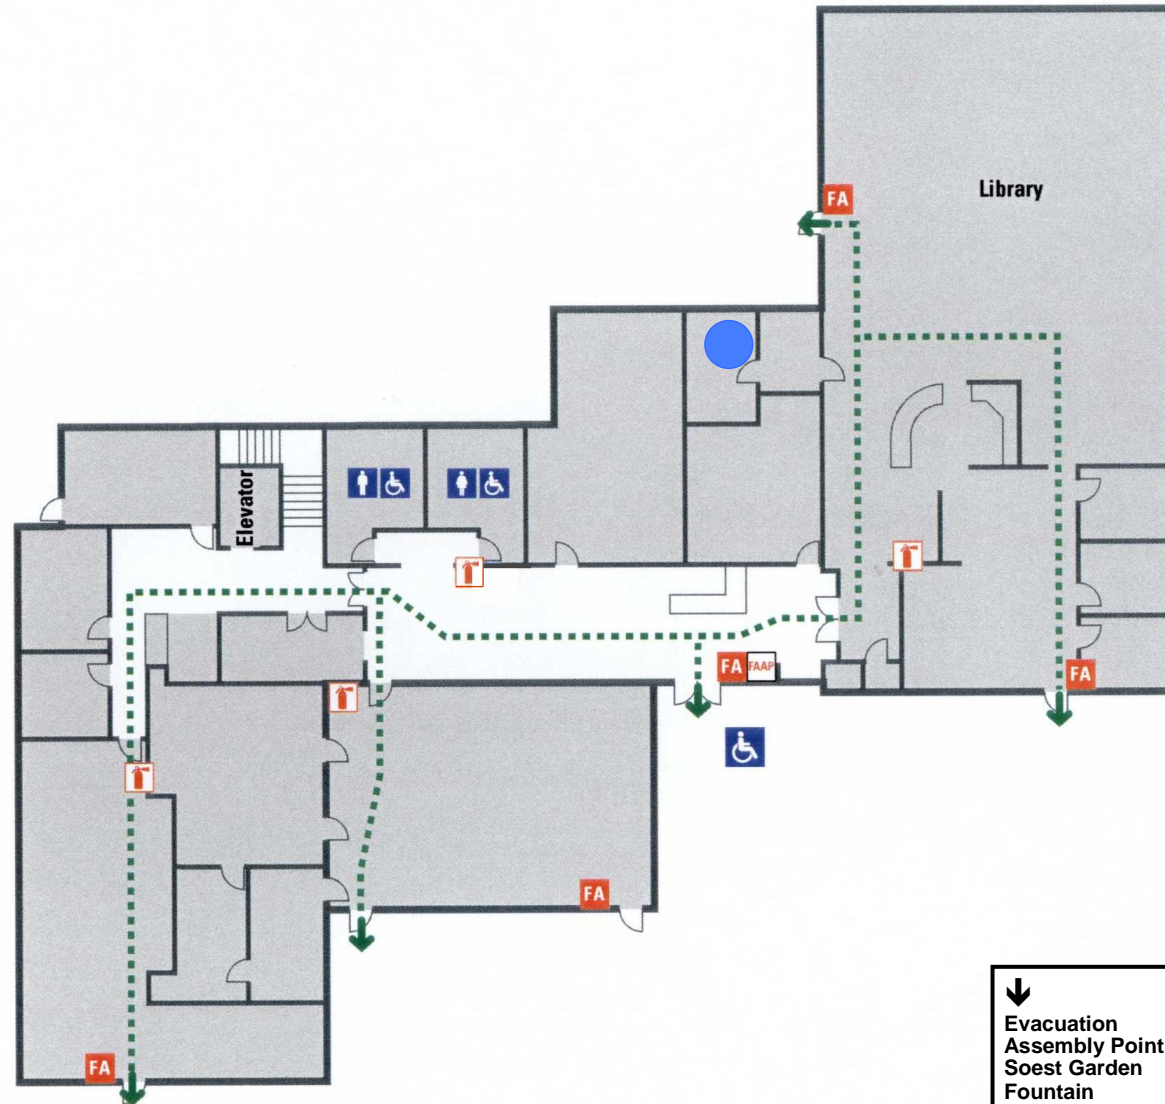 FA
Library
Elevator
FA
FAAP
FA
FA
FA
Evacuation
Assembly Point
Soest Garden
Fountain